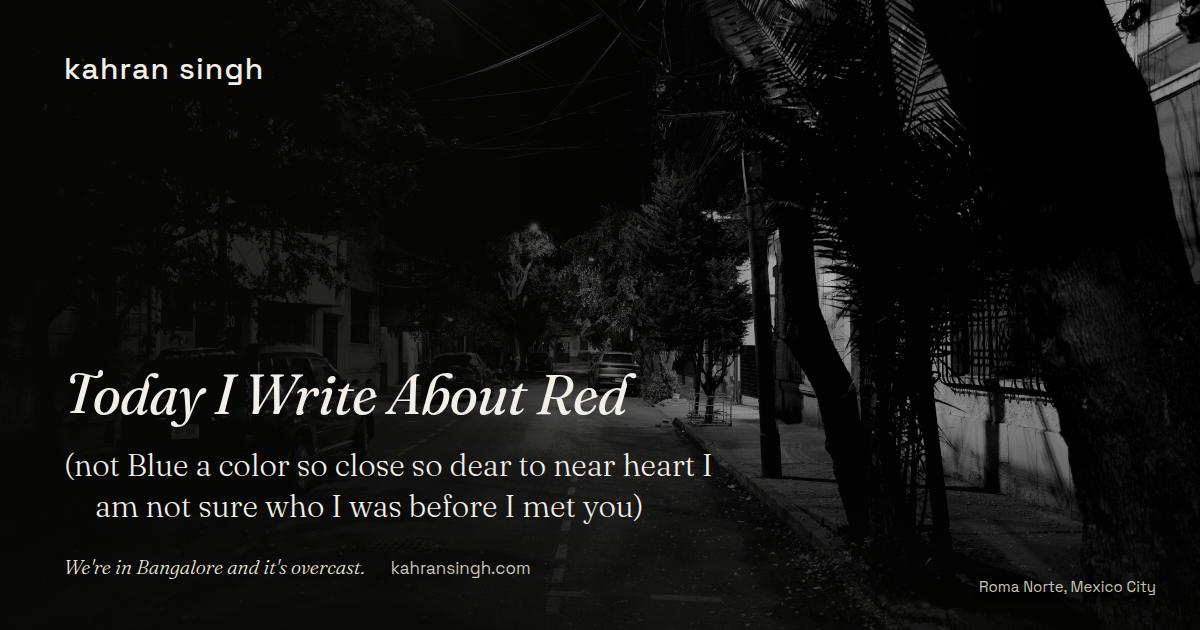 kahran singh
20
Today I Write About Red
(not Blue a color so close so dear to near heart I
am not sure who I was before I met you)
We're in Bangalore and it's overcast.
kahransingh.com
Roma Norte, Mexico City